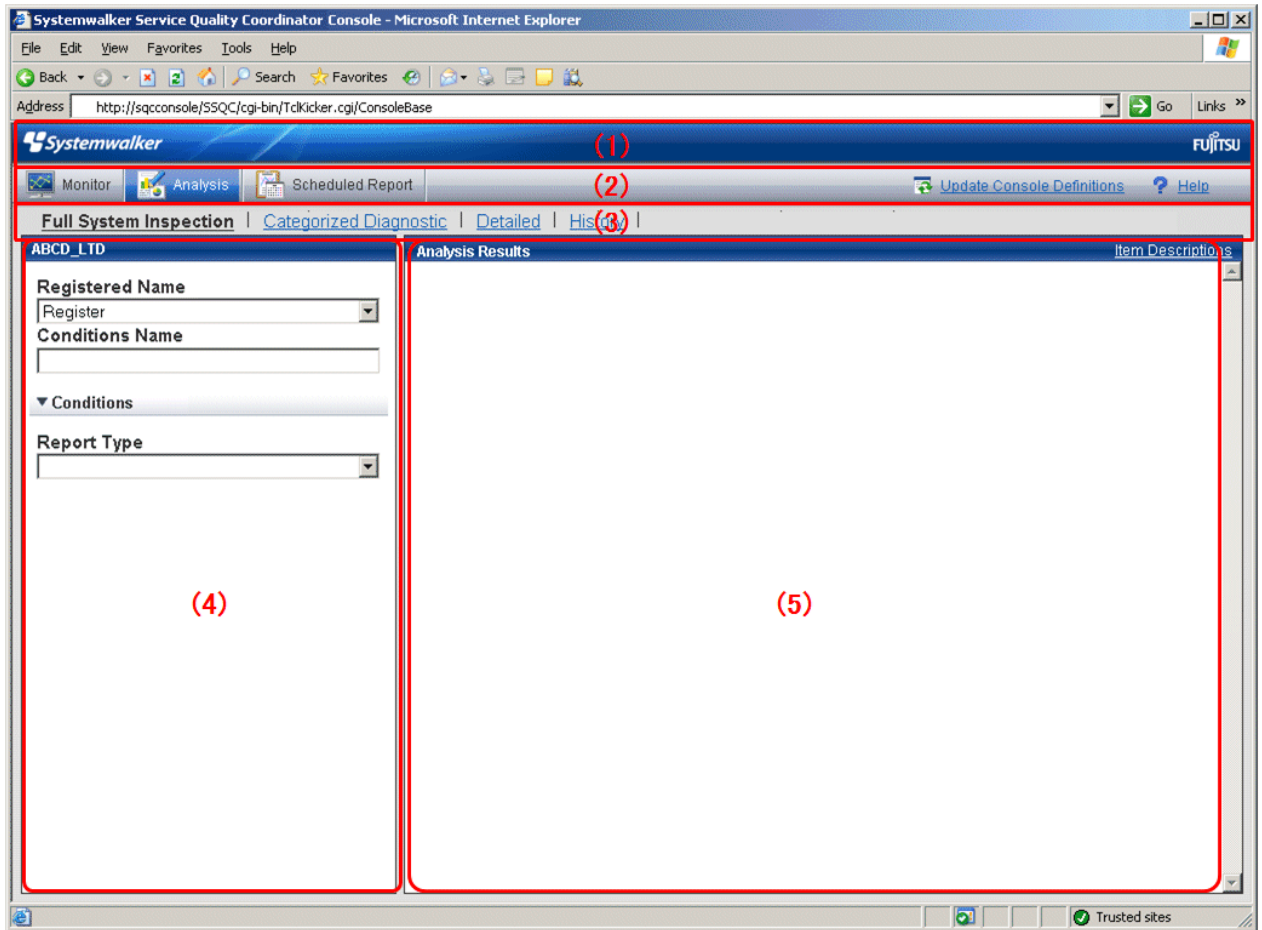 Systemwalker Service Quality Coordinator Console - Microsoft Internet Explorer
File Edit View Favorites Tools Help
Back Search Favorites
Address http://sqcconsole/SSQC/cgi-bin/TclKicker.cgi/ConsoleBase Go Links »
Systemwalker (1) FUJITSU
Monitor Analysis Scheduled Report (2) Update Console Definitions ? Help
Full System Inspection | Categorized Diagnostic | Detailed | History | (3)
ABCD_LTD Analysis Results Item Descriptions
Registered Name
Register
Conditions Name
Conditions
Report Type
(4) (5)
Trusted sites